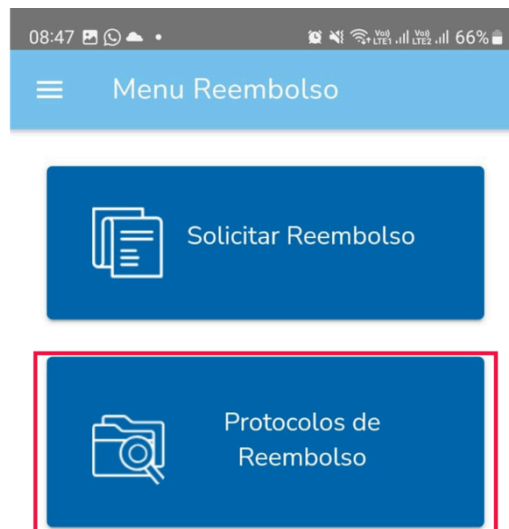 08:47 66%
Menu Reembolso
Solicitar Reembolso
Protocolos de
Reembolso